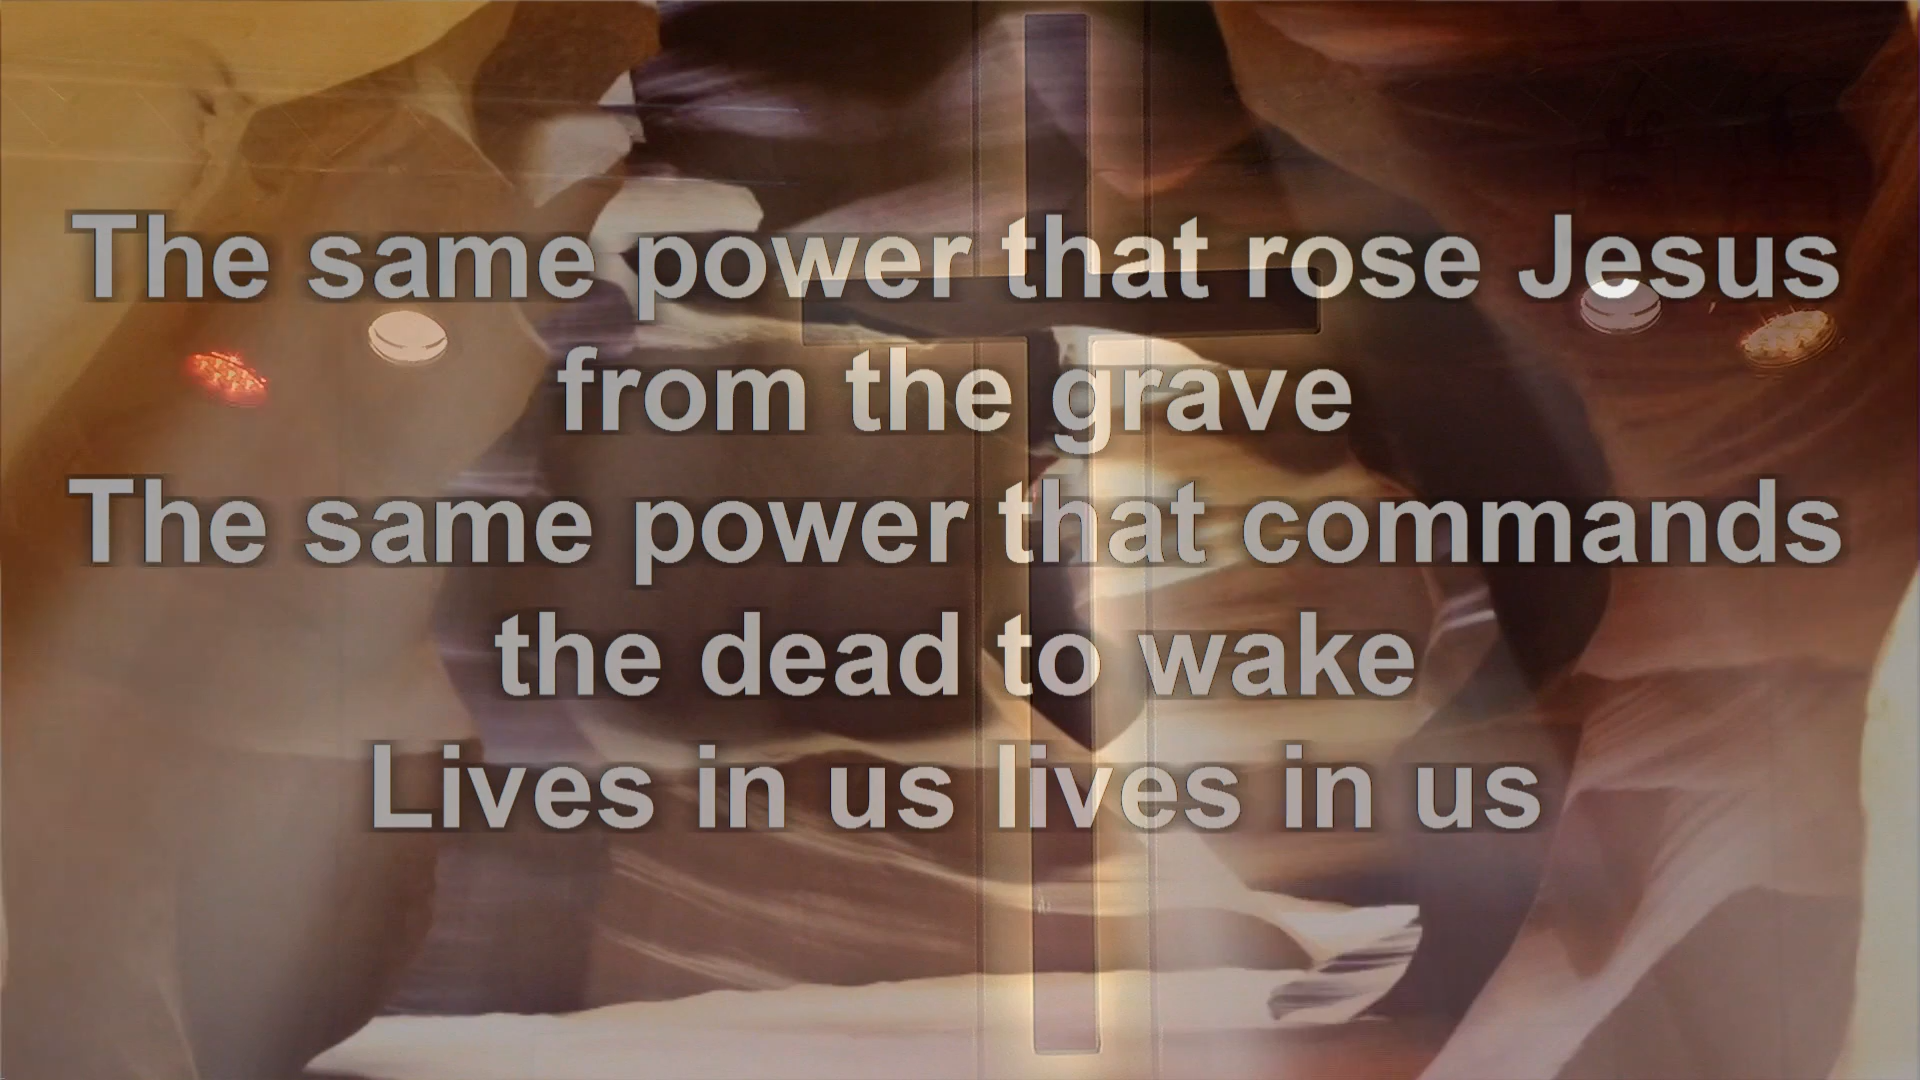 The same power that rose Jesus
from the grave
The same power that commands
the dead to wake
Lives in us lives in us